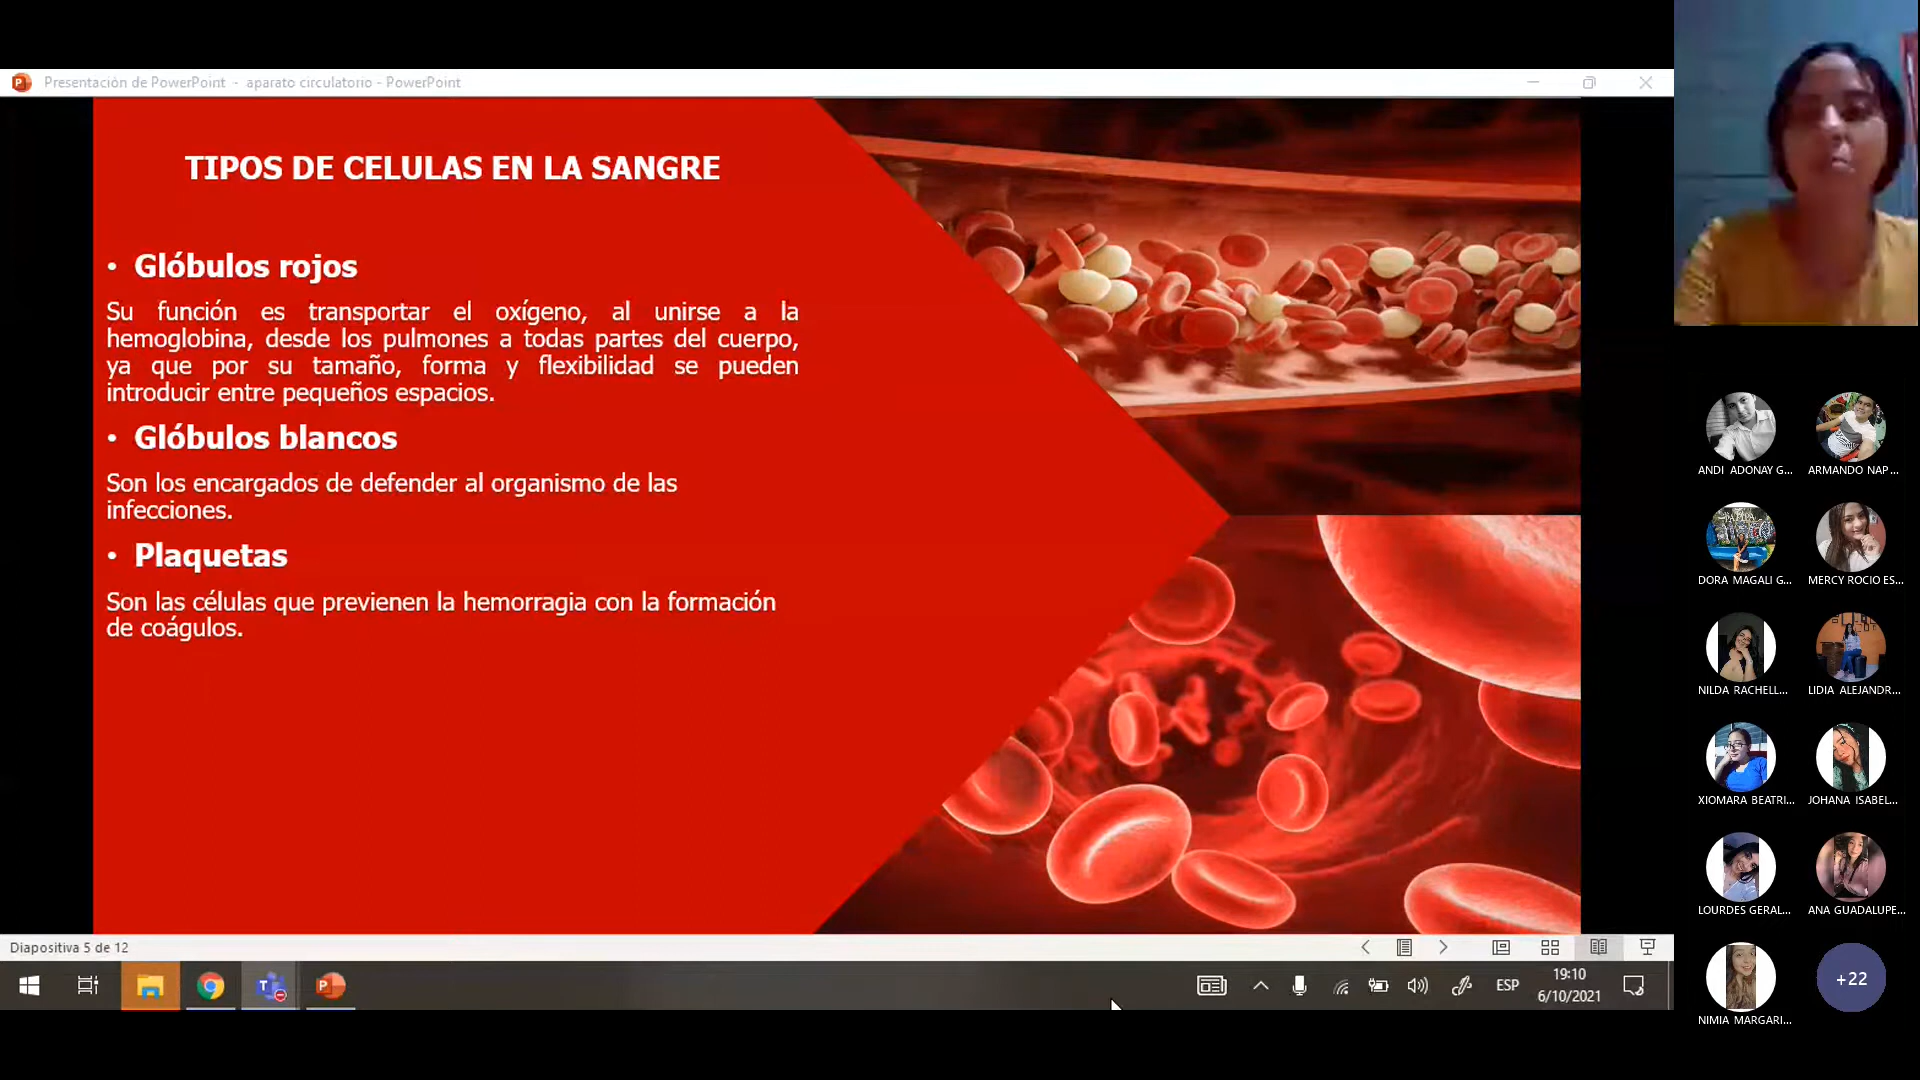 Presentación de PowerPoint - aparato circulatorio - PowerPoint
TIPOS DE CELULAS EN LA SANGRE
• Glóbulos rojos
Su función es transportar el oxígeno, al unirse a la
hemoglobina, desde los pulmones a todas partes del cuerpo,
ya que por su tamaño, forma y flexibilidad se pueden
introducir entre pequeños espacios.
• Glóbulos blancos
Son los encargados de defender al organismo de las
infecciones.
• Plaquetas
Son las células que previenen la hemorragia con la formación
de coágulos.
Diapositiva 5 de 12
ESP
19:10
6/10/2021
ANDI ADONAY G...
ARMANDO NAP...
DORA MAGALI G...
MERCY ROCIO ES...
NILDA RACHELL...
LIDIA ALEJANDR...
XIOMARA BEATRI...
JOHANA ISABEL...
LOURDES GERAL...
ANA GUADALUPE...
NIMIA MARGARI...
+22